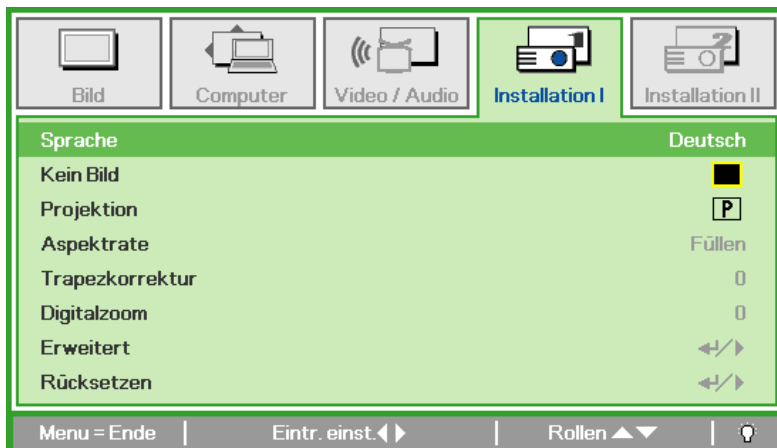 Bild
Computer
Video / Audio
Installation I
Installation II
Sprache Deutsch
Kein Bild
Projektion P
Aspektrate Füllen
Trapezkorrektur 0
Digitalzoom 0
Erweitert
Rücksetzen
Menu = Ende Eintr. einst. Rollen